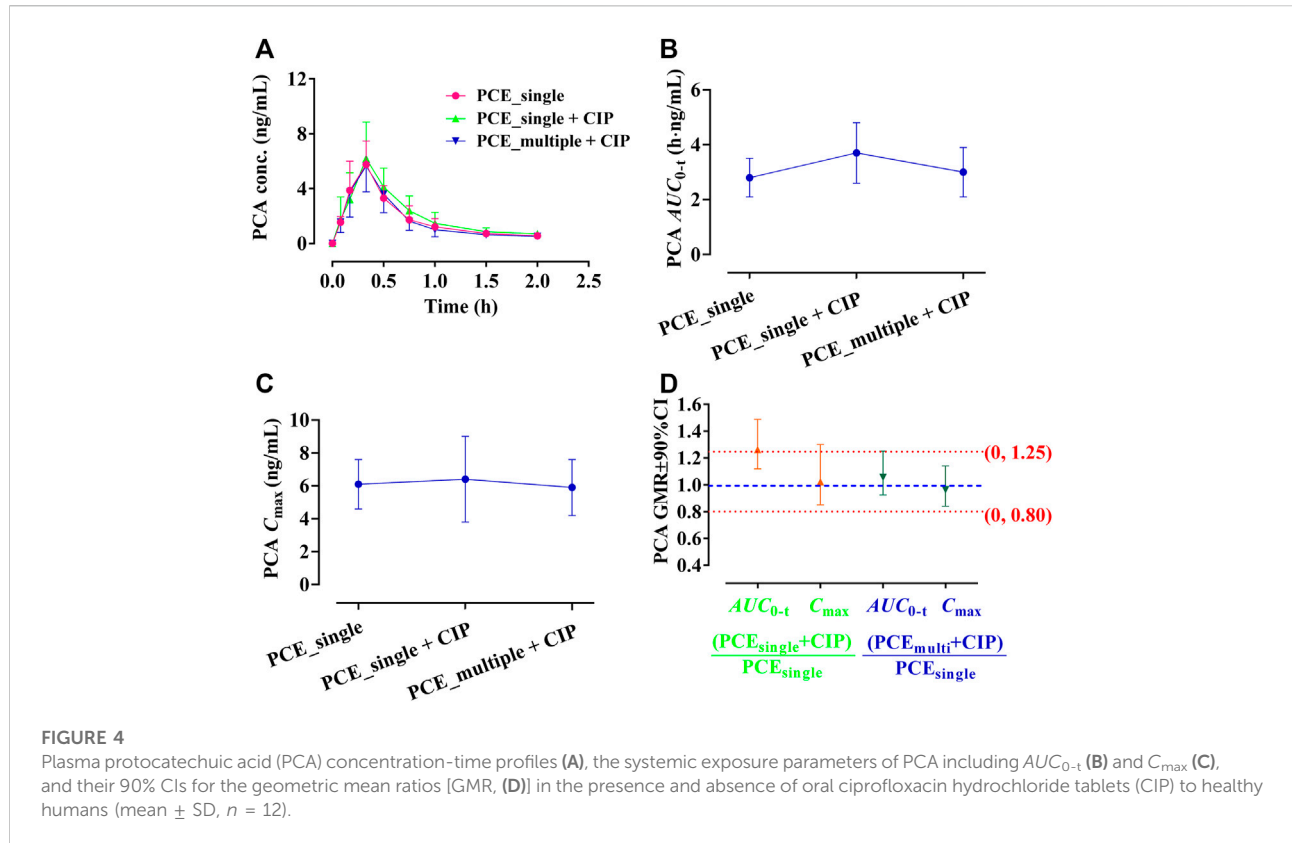 A
PCA conc. (ng/mL)
12
8
4
0
0.0 0.5 1.0 1.5 2.0 2.5
Time (h)
PCE_single
PCE_single + CIP
PCE_multiple + CIP
B
PCA AUC0-t (h·ng/mL)
6
4
2
0
PCE_single
PCE_single + CIP
PCE_multiple + CIP
C
PCA Cmax (ng/mL)
10
8
6
4
2
0
PCE_single
PCE_single + CIP
PCE_multiple + CIP
D
PCA GMR±90%CI
1.6
1.4
1.2
1.0
0.8
0.6
0.4
(0, 1.25)
(0, 0.80)
AUC0-t Cmax AUC0-t Cmax
(PCEsingle+CIP) (PCEmulti+CIP)
PCEsingle PCEsingle
FIGURE 4
Plasma protocatechuic acid (PCA) concentration-time profiles (A), the systemic exposure parameters of PCA including AUC0-t (B) and Cmax (C),
and their 90% CIs for the geometric mean ratios [GMR, (D)] in the presence and absence of oral ciprofloxacin hydrochloride tablets (CIP) to healthy
humans (mean ± SD, n = 12).